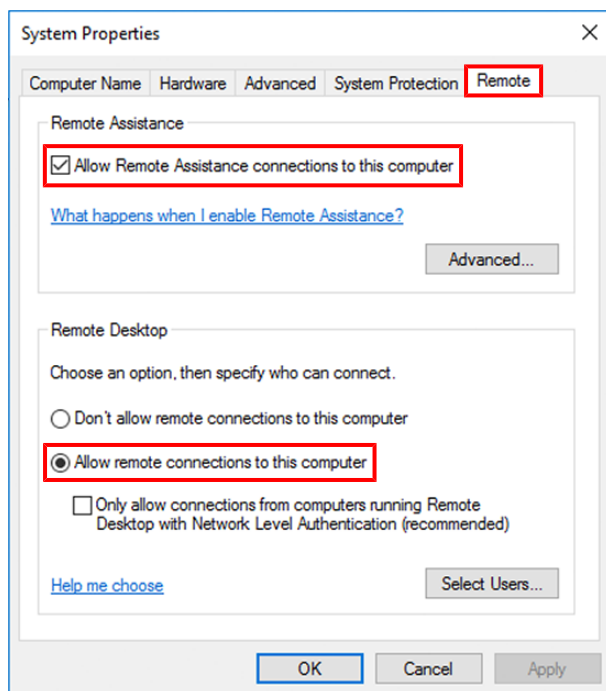 System Properties
Computer Name Hardware Advanced System Protection Remote
Remote Assistance
Allow Remote Assistance connections to this computer
What happens when I enable Remote Assistance?
Advanced...
Remote Desktop
Choose an option, then specify who can connect.
Don't allow remote connections to this computer
Allow remote connections to this computer
Only allow connections from computers running Remote
Desktop with Network Level Authentication (recommended)
Help me choose Select Users...
OK Cancel Apply